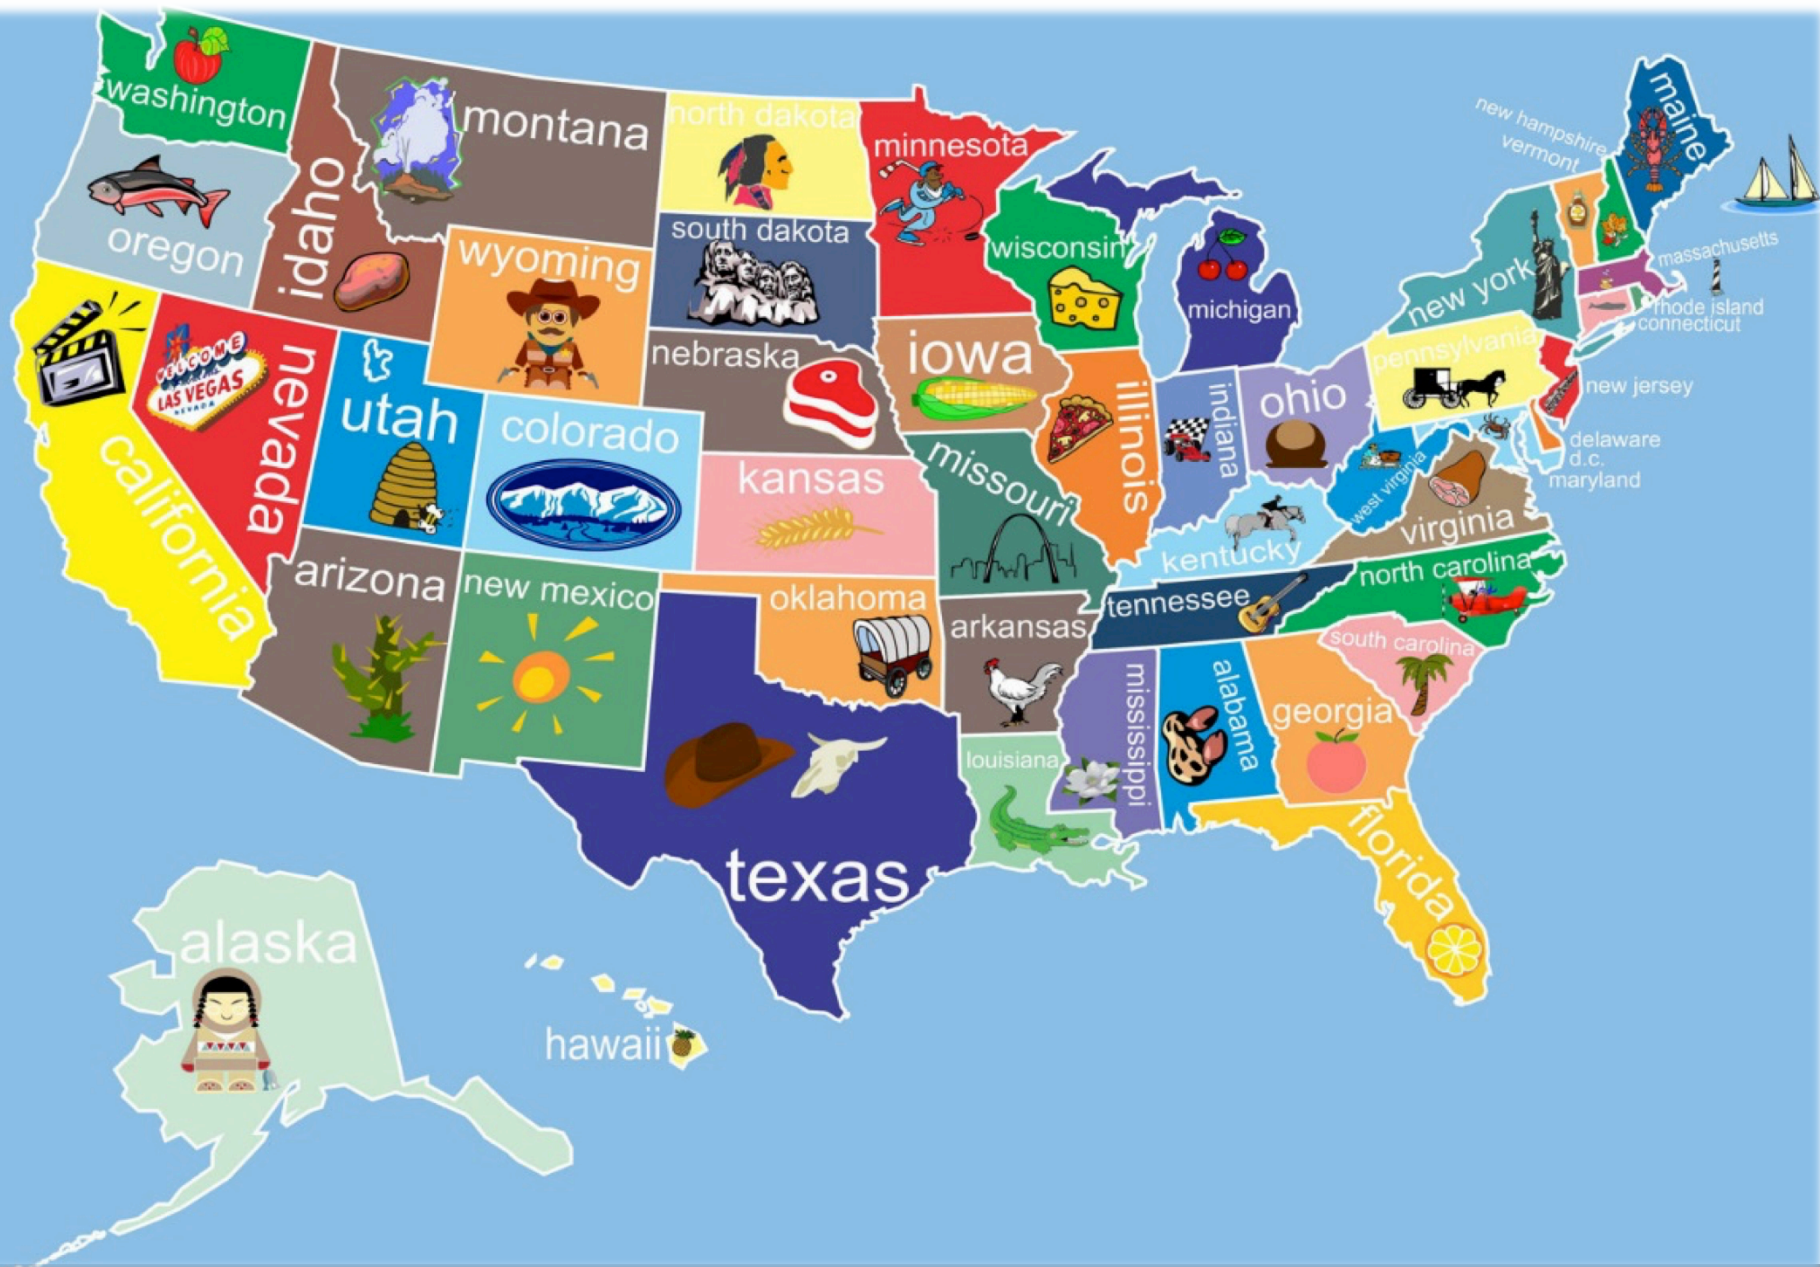 washington
montana
north dakota
minnesota
new hampshire
vermont
maine
oregon
idaho
wyoming
south dakota
wisconsin
michigan
new york
massachusetts
rhode island
connecticut
nevada
WELCOME
LAS VEGAS
NEVADA
utah
nebraska
iowa
illinois
indiana
ohio
pennsylvania
new jersey
california
colorado
kansas
missouri
kentucky
west virginia
virginia
delaware
d.c.
maryland
arizona
new mexico
oklahoma
arkansas
tennessee
north carolina
south carolina
texas
louisiana
mississippi
alabama
georgia
florida
alaska
hawaii